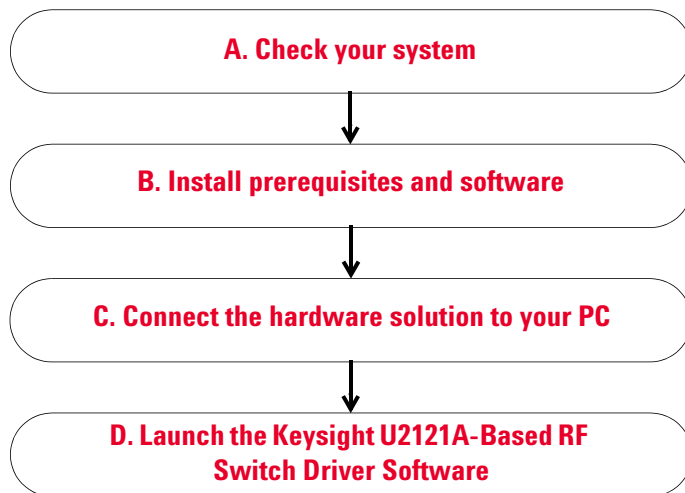 A. Check your system
B. Install prerequisites and software
C. Connect the hardware solution to your PC
D. Launch the Keysight U2121A-Based RF
Switch Driver Software